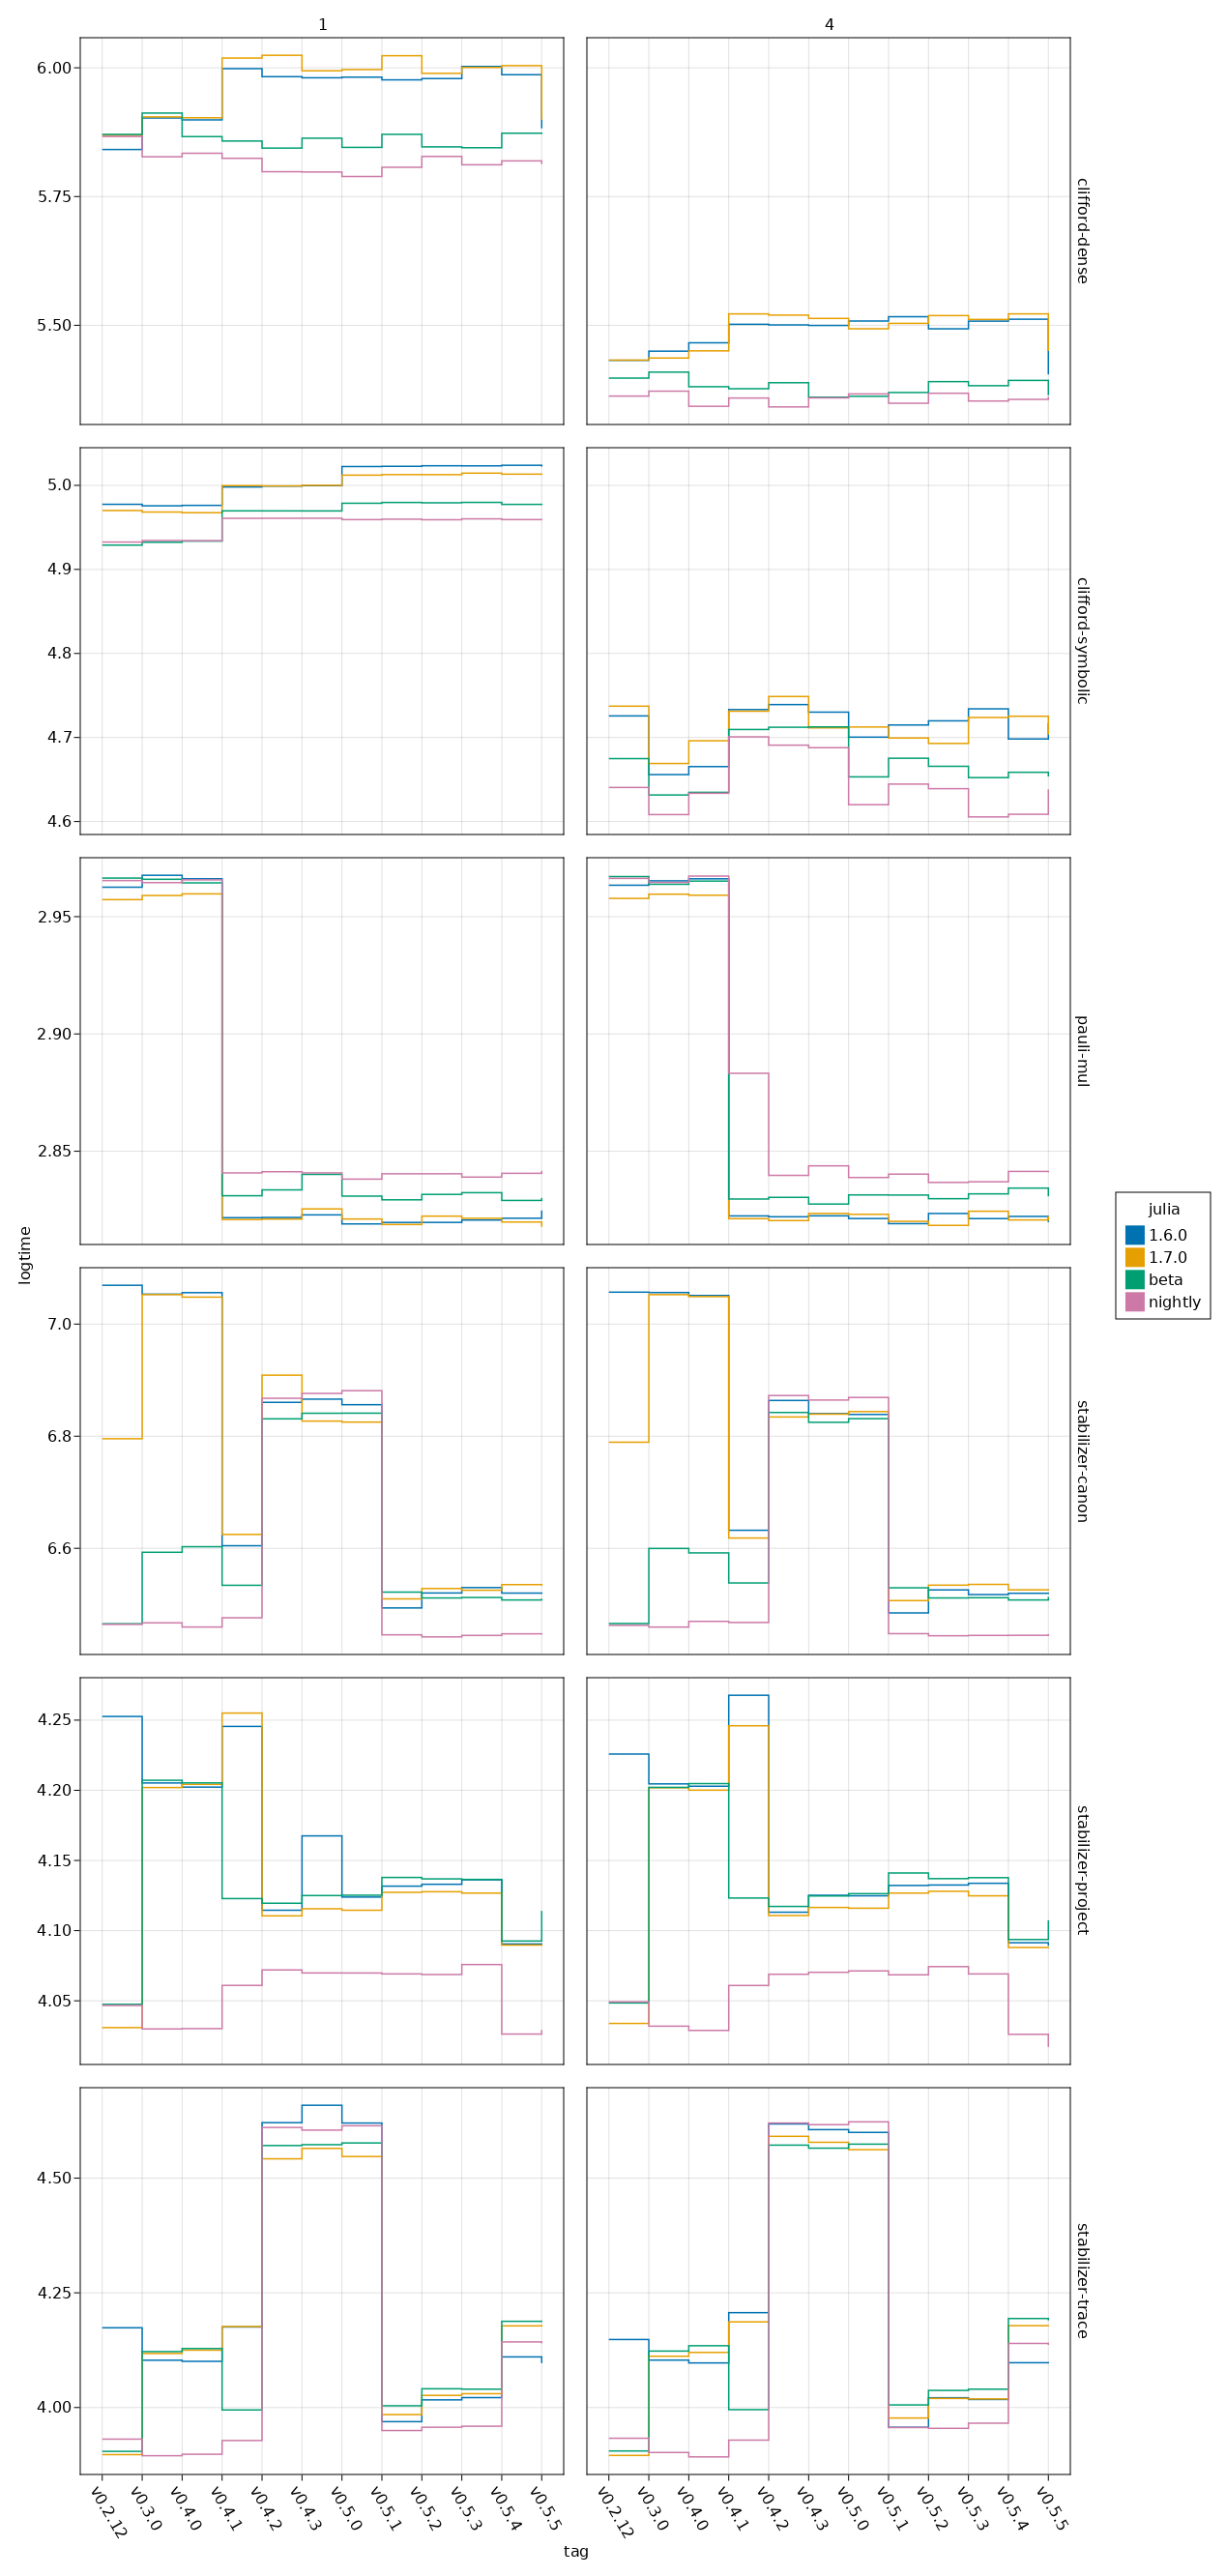 1
4
6.00
5.75
5.50
clifford-dense
5.0
4.9
4.8
4.7
4.6
clifford-symbolic
2.95
2.90
2.85
pauli-mul
7.0
6.8
6.6
stabilizer-canon
4.25
4.20
4.15
4.10
4.05
stabilizer-project
4.50
4.25
4.00
stabilizer-trace
logtime
julia
1.6.0
1.7.0
beta
nightly
v0.2.12
v0.3.0
v0.4.0
v0.4.1
v0.4.2
v0.4.3
v0.5.0
v0.5.1
v0.5.2
v0.5.3
v0.5.4
v0.5.5
v0.2.12
v0.3.0
v0.4.0
v0.4.1
v0.4.2
v0.4.3
v0.5.0
v0.5.1
v0.5.2
v0.5.3
v0.5.4
v0.5.5
tag